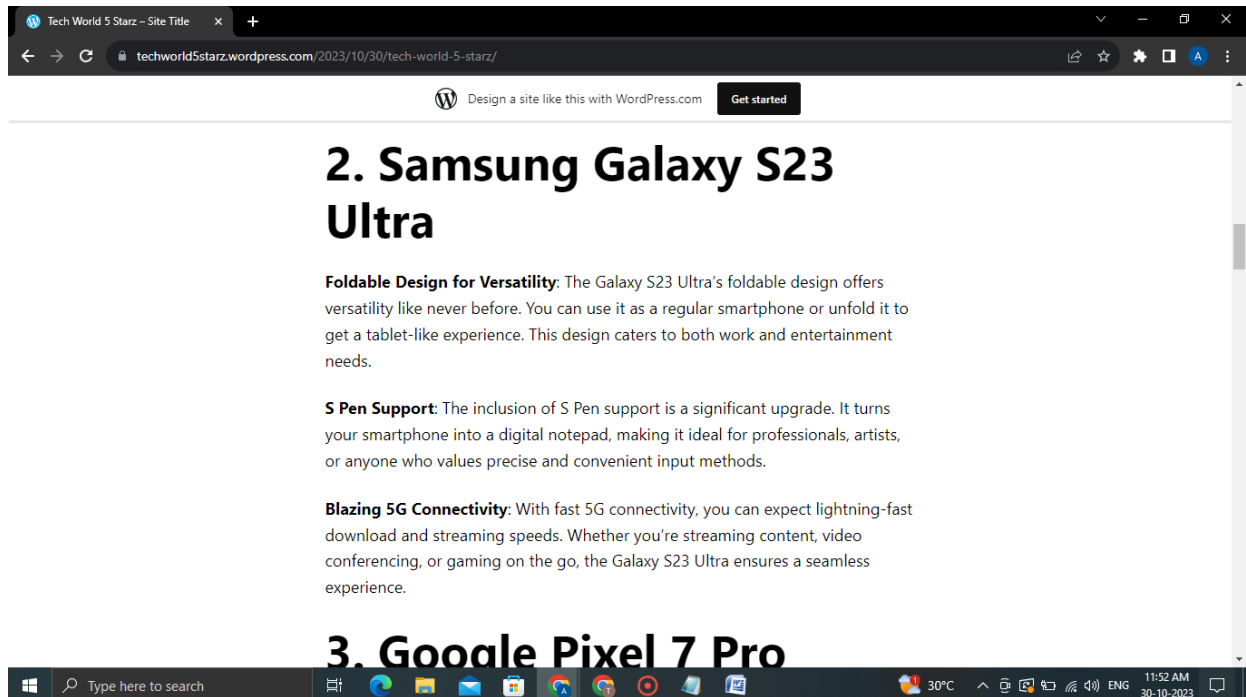 Tech World 5 Starz – Site Title
techworld5starz.wordpress.com/2023/10/30/tech-world-5-starz/
A
Design a site like this with WordPress.com
Get started
2. Samsung Galaxy S23
Ultra
Foldable Design for Versatility: The Galaxy S23 Ultra’s foldable design offers
versatility like never before. You can use it as a regular smartphone or unfold it to
get a tablet-like experience. This design caters to both work and entertainment
needs.
S Pen Support: The inclusion of S Pen support is a significant upgrade. It turns
your smartphone into a digital notepad, making it ideal for professionals, artists,
or anyone who values precise and convenient input methods.
Blazing 5G Connectivity: With fast 5G connectivity, you can expect lightning-fast
download and streaming speeds. Whether you’re streaming content, video
conferencing, or gaming on the go, the Galaxy S23 Ultra ensures a seamless
experience.
3. Google Pixel 7 Pro
Type here to search
30°C
ENG
11:52 AM
30-10-2023